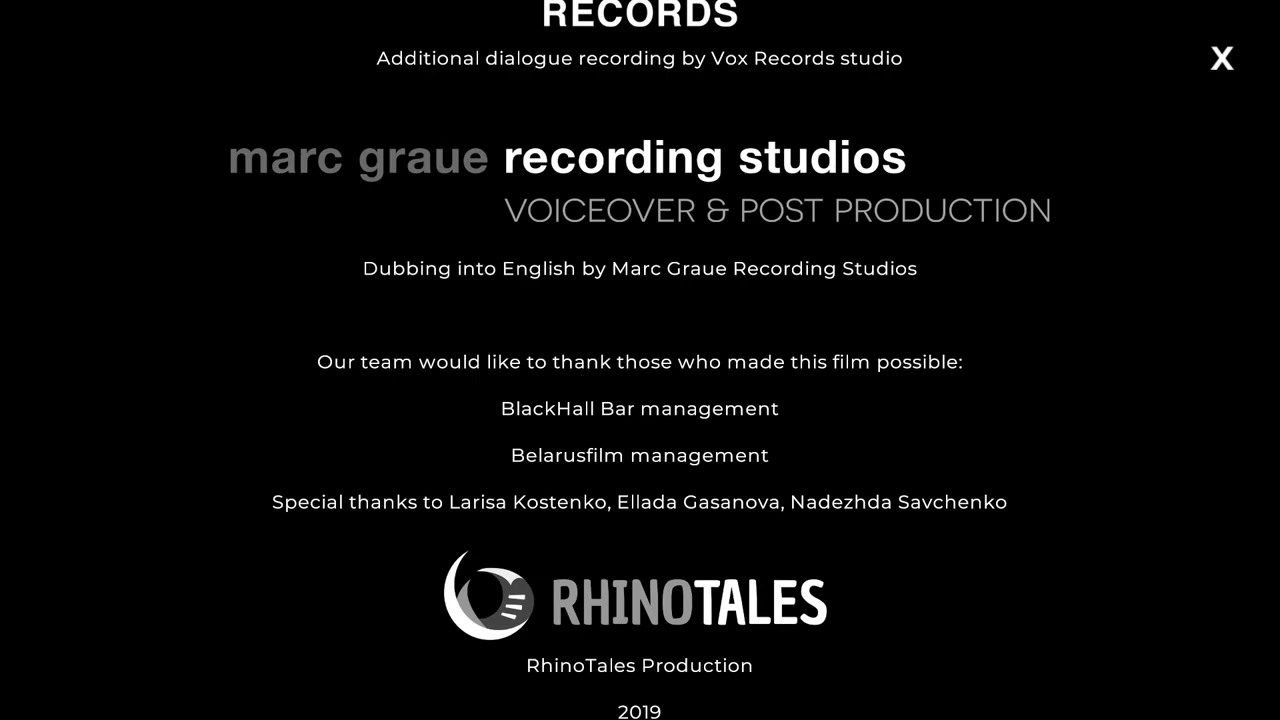 RECORDS
Additional dialogue recording by Vox Records studio
X
marc graue recording studios
VOICEOVER & POST PRODUCTION
Dubbing into English by Marc Graue Recording Studios
Our team would like to thank those who made this film possible:
BlackHall Bar management
Belarusfilm management
Special thanks to Larisa Kostenko, Ellada Gasanova, Nadezhda Savchenko
RHINOTALES
RhinoTales Production
2019